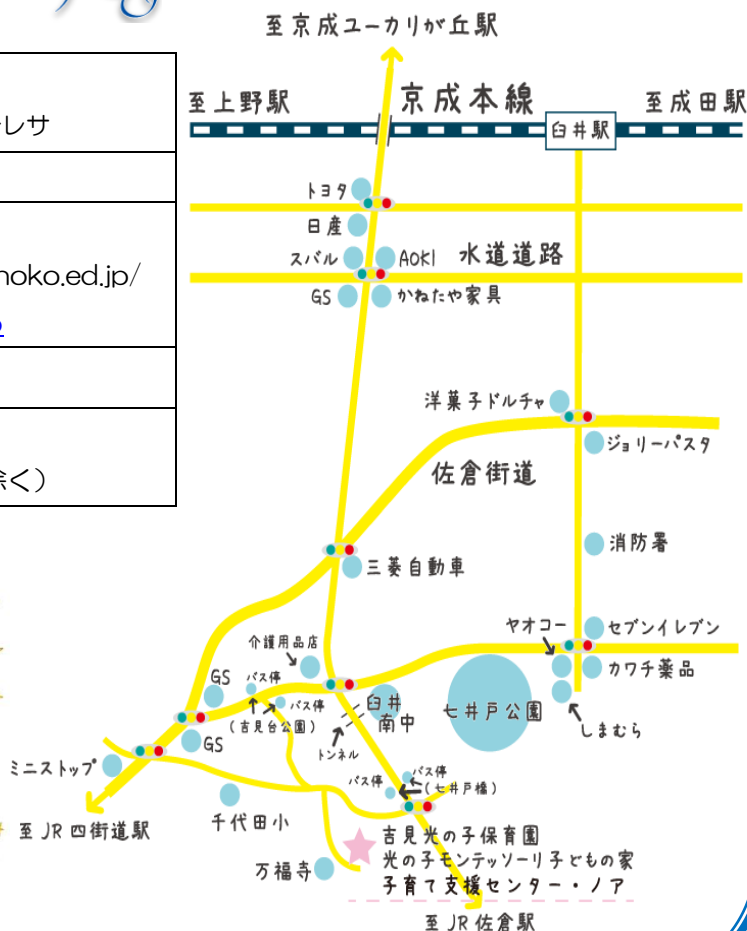 至京成ユーカリが丘駅
至上野駅
京成本線
至成田駅
臼井駅
レサ
noko.ed.jp/
除く）
トヨタ
日産
スバル
AOKI
水道道路
GS
かねたや家具
洋菓子ドルチャ
ジョリーパスタ
佐倉街道
消防署
三菱自動車
ヤオコー
セブンイレブン
介護用品店
カワチ薬品
GS
バス停
バス停
（吉見台公園）
臼井
南中
七井戸公園
しまむら
GS
トンネル
ミニストップ
バス停
バス停
（七井戸橋）
至JR四街道駅
千代田小
吉見光の子保育園
光の子モンテッソーリ子どもの家
子育て支援センター・ノア
万福寺
至JR佐倉駅